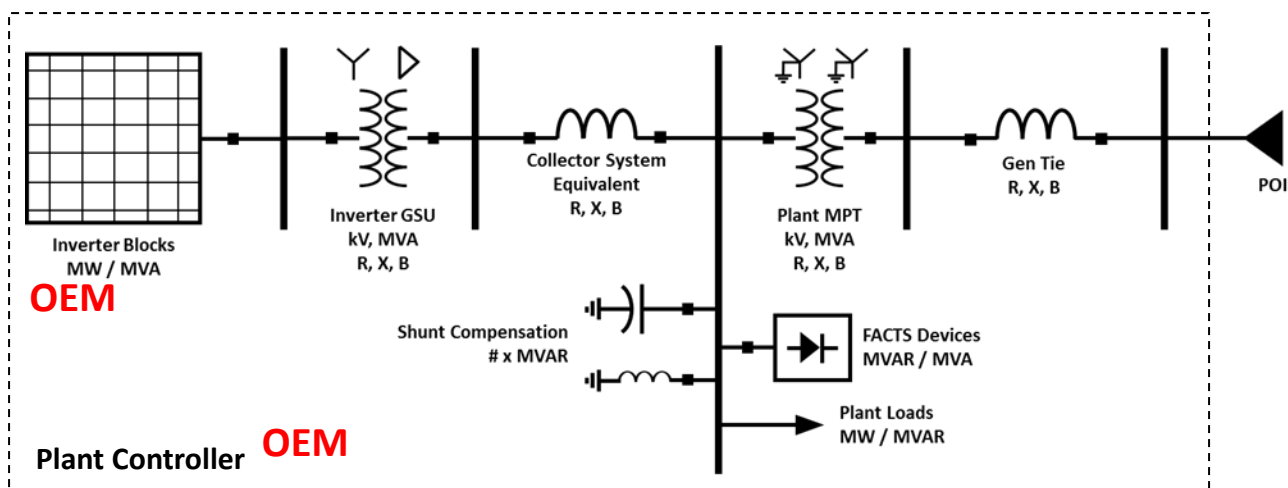 Inverter Blocks
MW / MVA
OEM
Inverter GSU
kV, MVA
R, X, B
Collector System
Equivalent
R, X, B
Plant MPT
kV, MVA
R, X, B
Gen Tie
R, X, B
POI
Shunt Compensation
# x MVAR
FACTS Devices
MVAR / MVA
Plant Loads
MW / MVAR
Plant Controller OEM